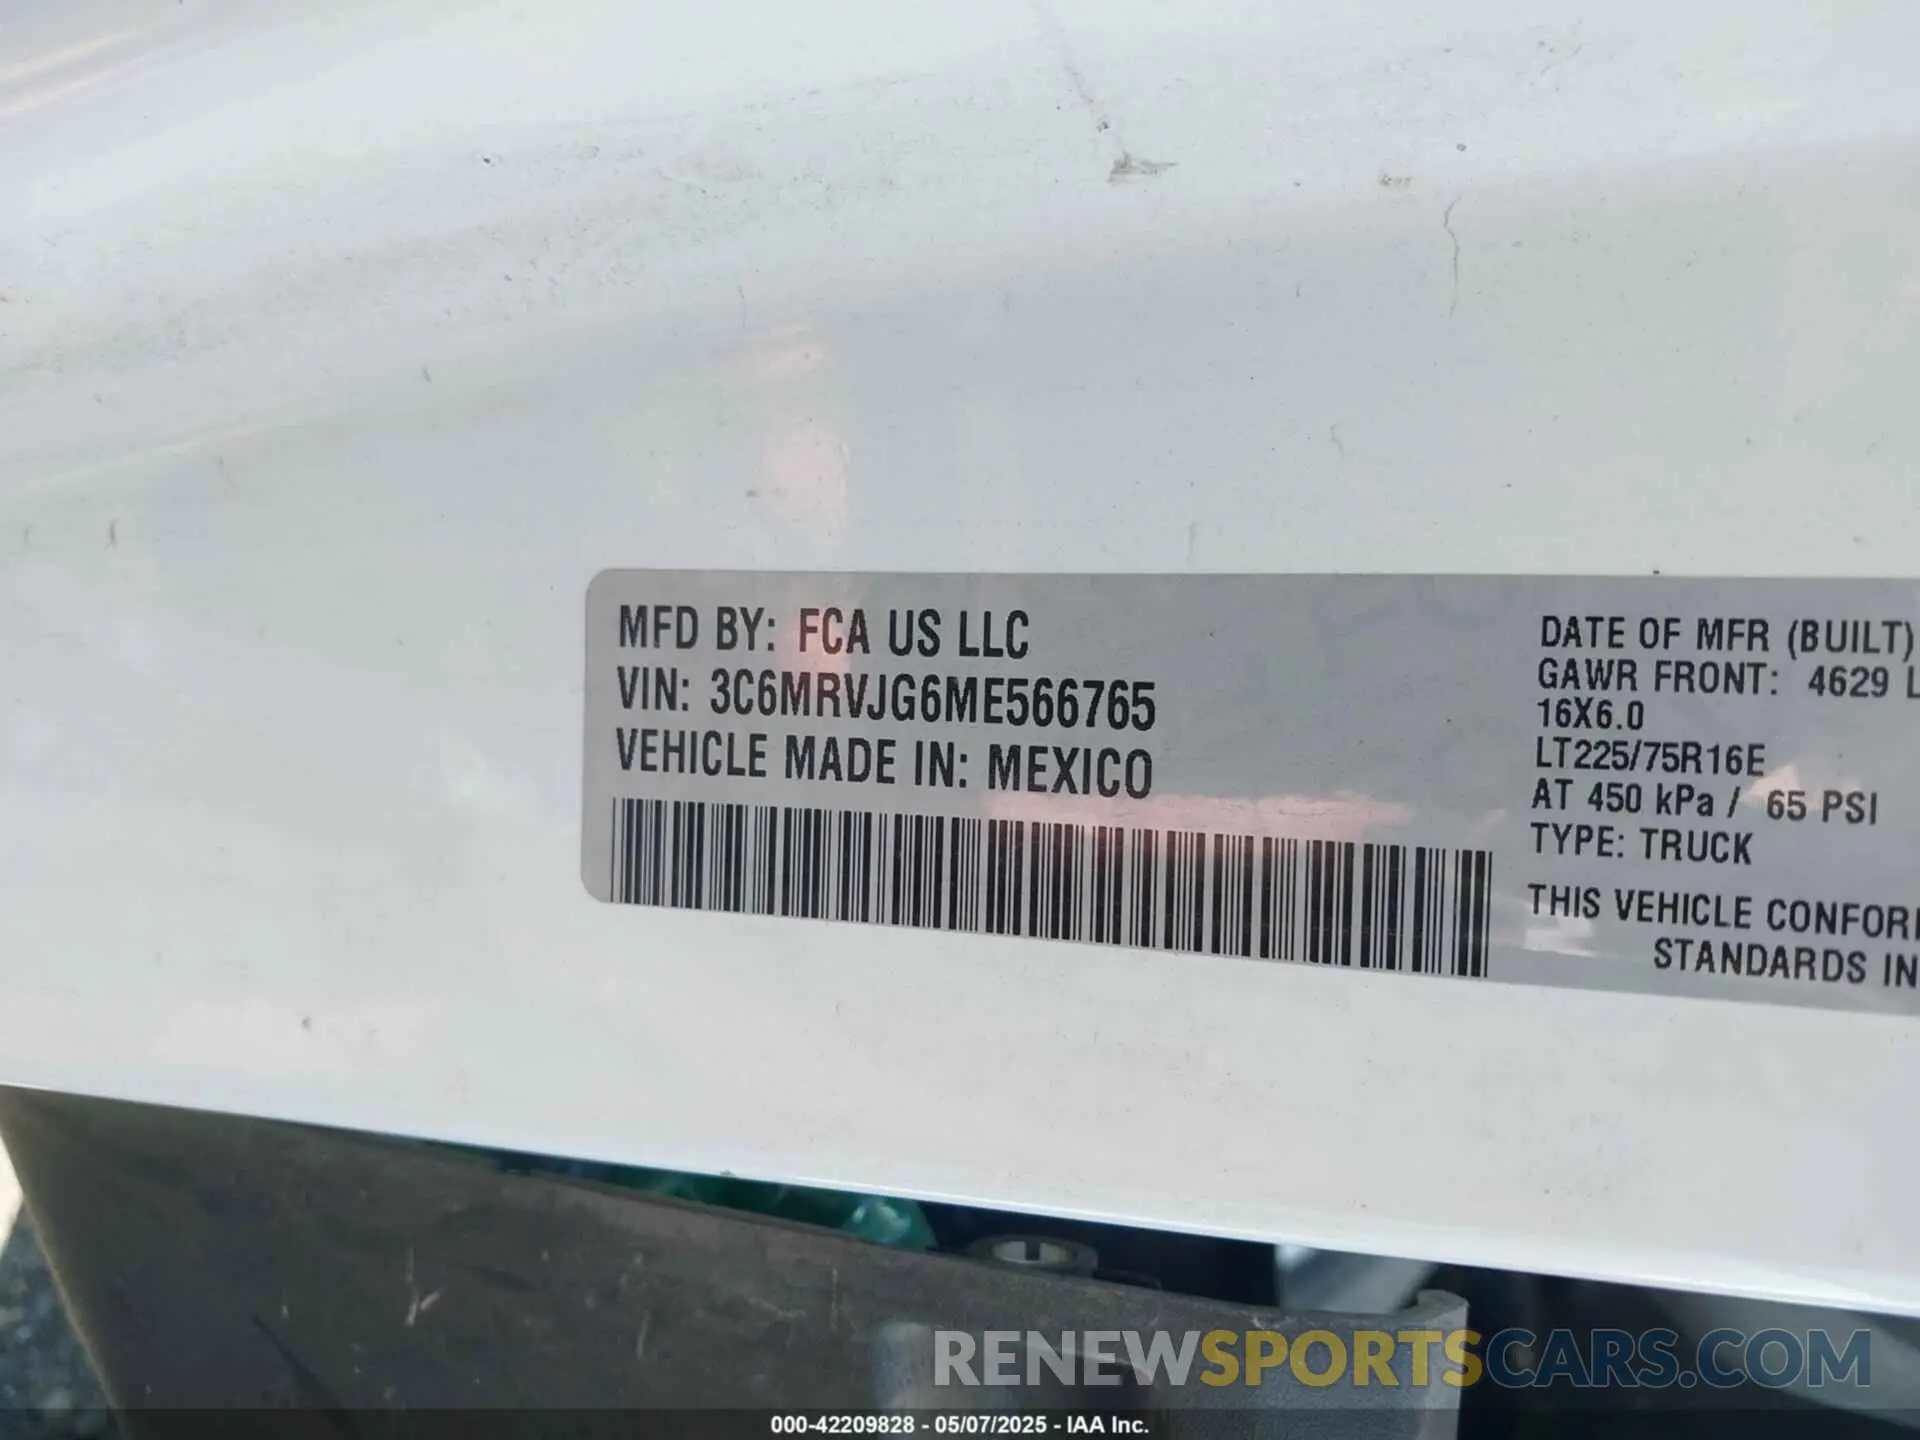 MFD BY: FCA US LLC
VIN: 3C6MRVJG6ME566765
VEHICLE MADE IN: MEXICO
DATE OF MFR (BUILT)
GAWR FRONT: 4629 L
16X6.0
LT225/75R16E
AT 450 kPa / 65 PSI
TYPE: TRUCK
THIS VEHICLE CONFOR
STANDARDS IN
RENEWSPORTSCARS.COM
000-42209828 - 05/07/2025 - IAA Inc.